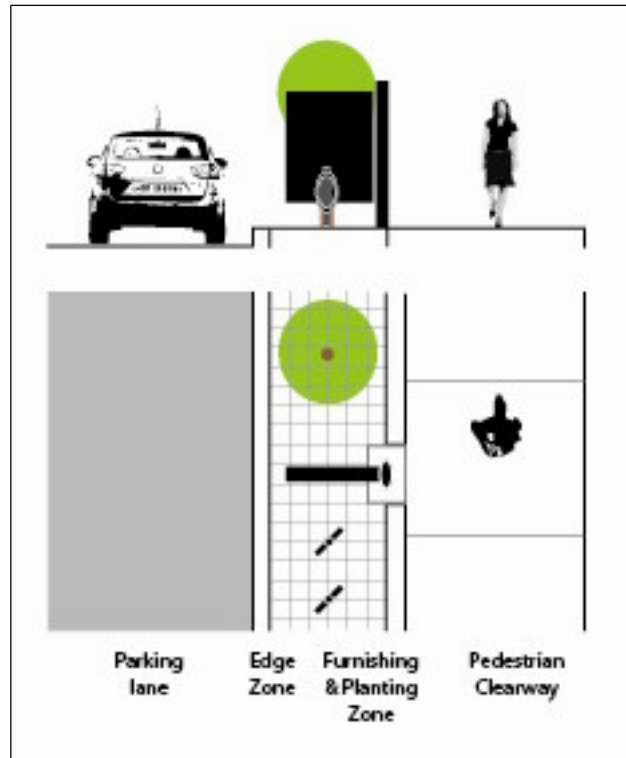 Parking
lane
Edge
Zone
Furnishing
& Planting
Zone
Pedestrian
Clearway